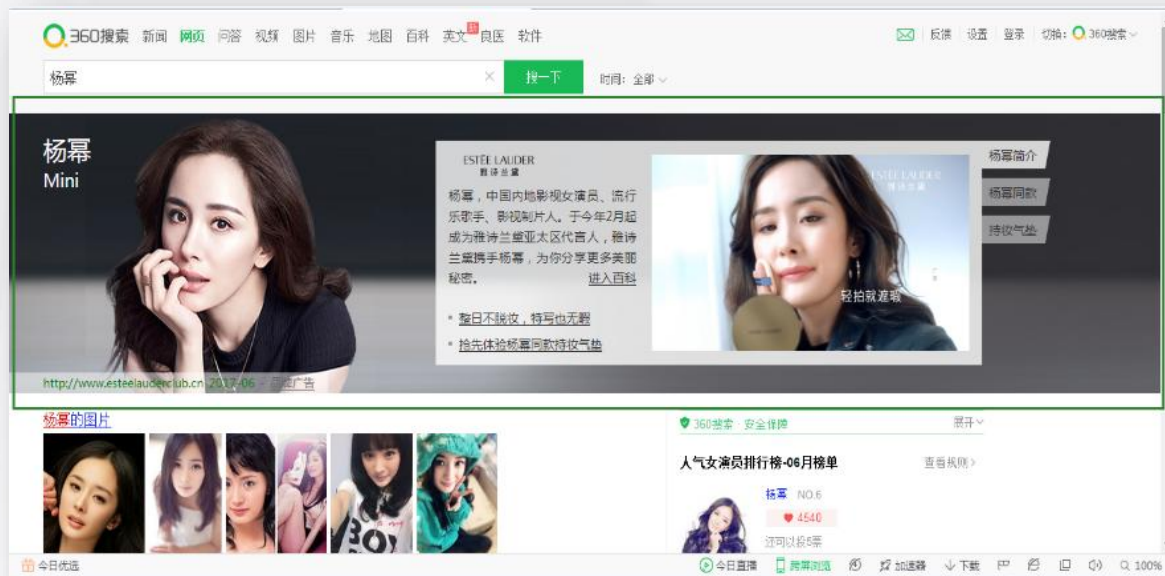 360搜索 新闻 网页 问答 视频 图片 音乐 地图 百科 英文 新 良医 软件
反馈 设置 登录 切换: 360搜索
杨幂 × 搜一下 时间: 全部
杨幂
Mini
ESTĒE LAUDER
雅诗兰黛
杨幂，中国内地影视女演员、流行
乐歌手、影视制片人。于今年2月起
成为雅诗兰黛亚太区代言人，雅诗
兰黛携手杨幂，为你分享更多美丽
秘密。 进入百科
• 整日不脱妆，特写也无暇
• 抢先体验杨幂同款持妆气垫
ESTĒE LAUDER
雅诗兰黛
轻拍就遮瑕
杨幂简介
杨幂同款
持妆气垫
http://www.esteelauderclub.cn 2017-06 - 品牌广告
杨幂的图片
360搜索 · 安全保障 展开
人气女演员排行榜-06月榜单 查看规则 >
杨幂 NO.6
4540
还可以投5票
今日优选 今日直播 跨屏浏览 加速器 下载 100%